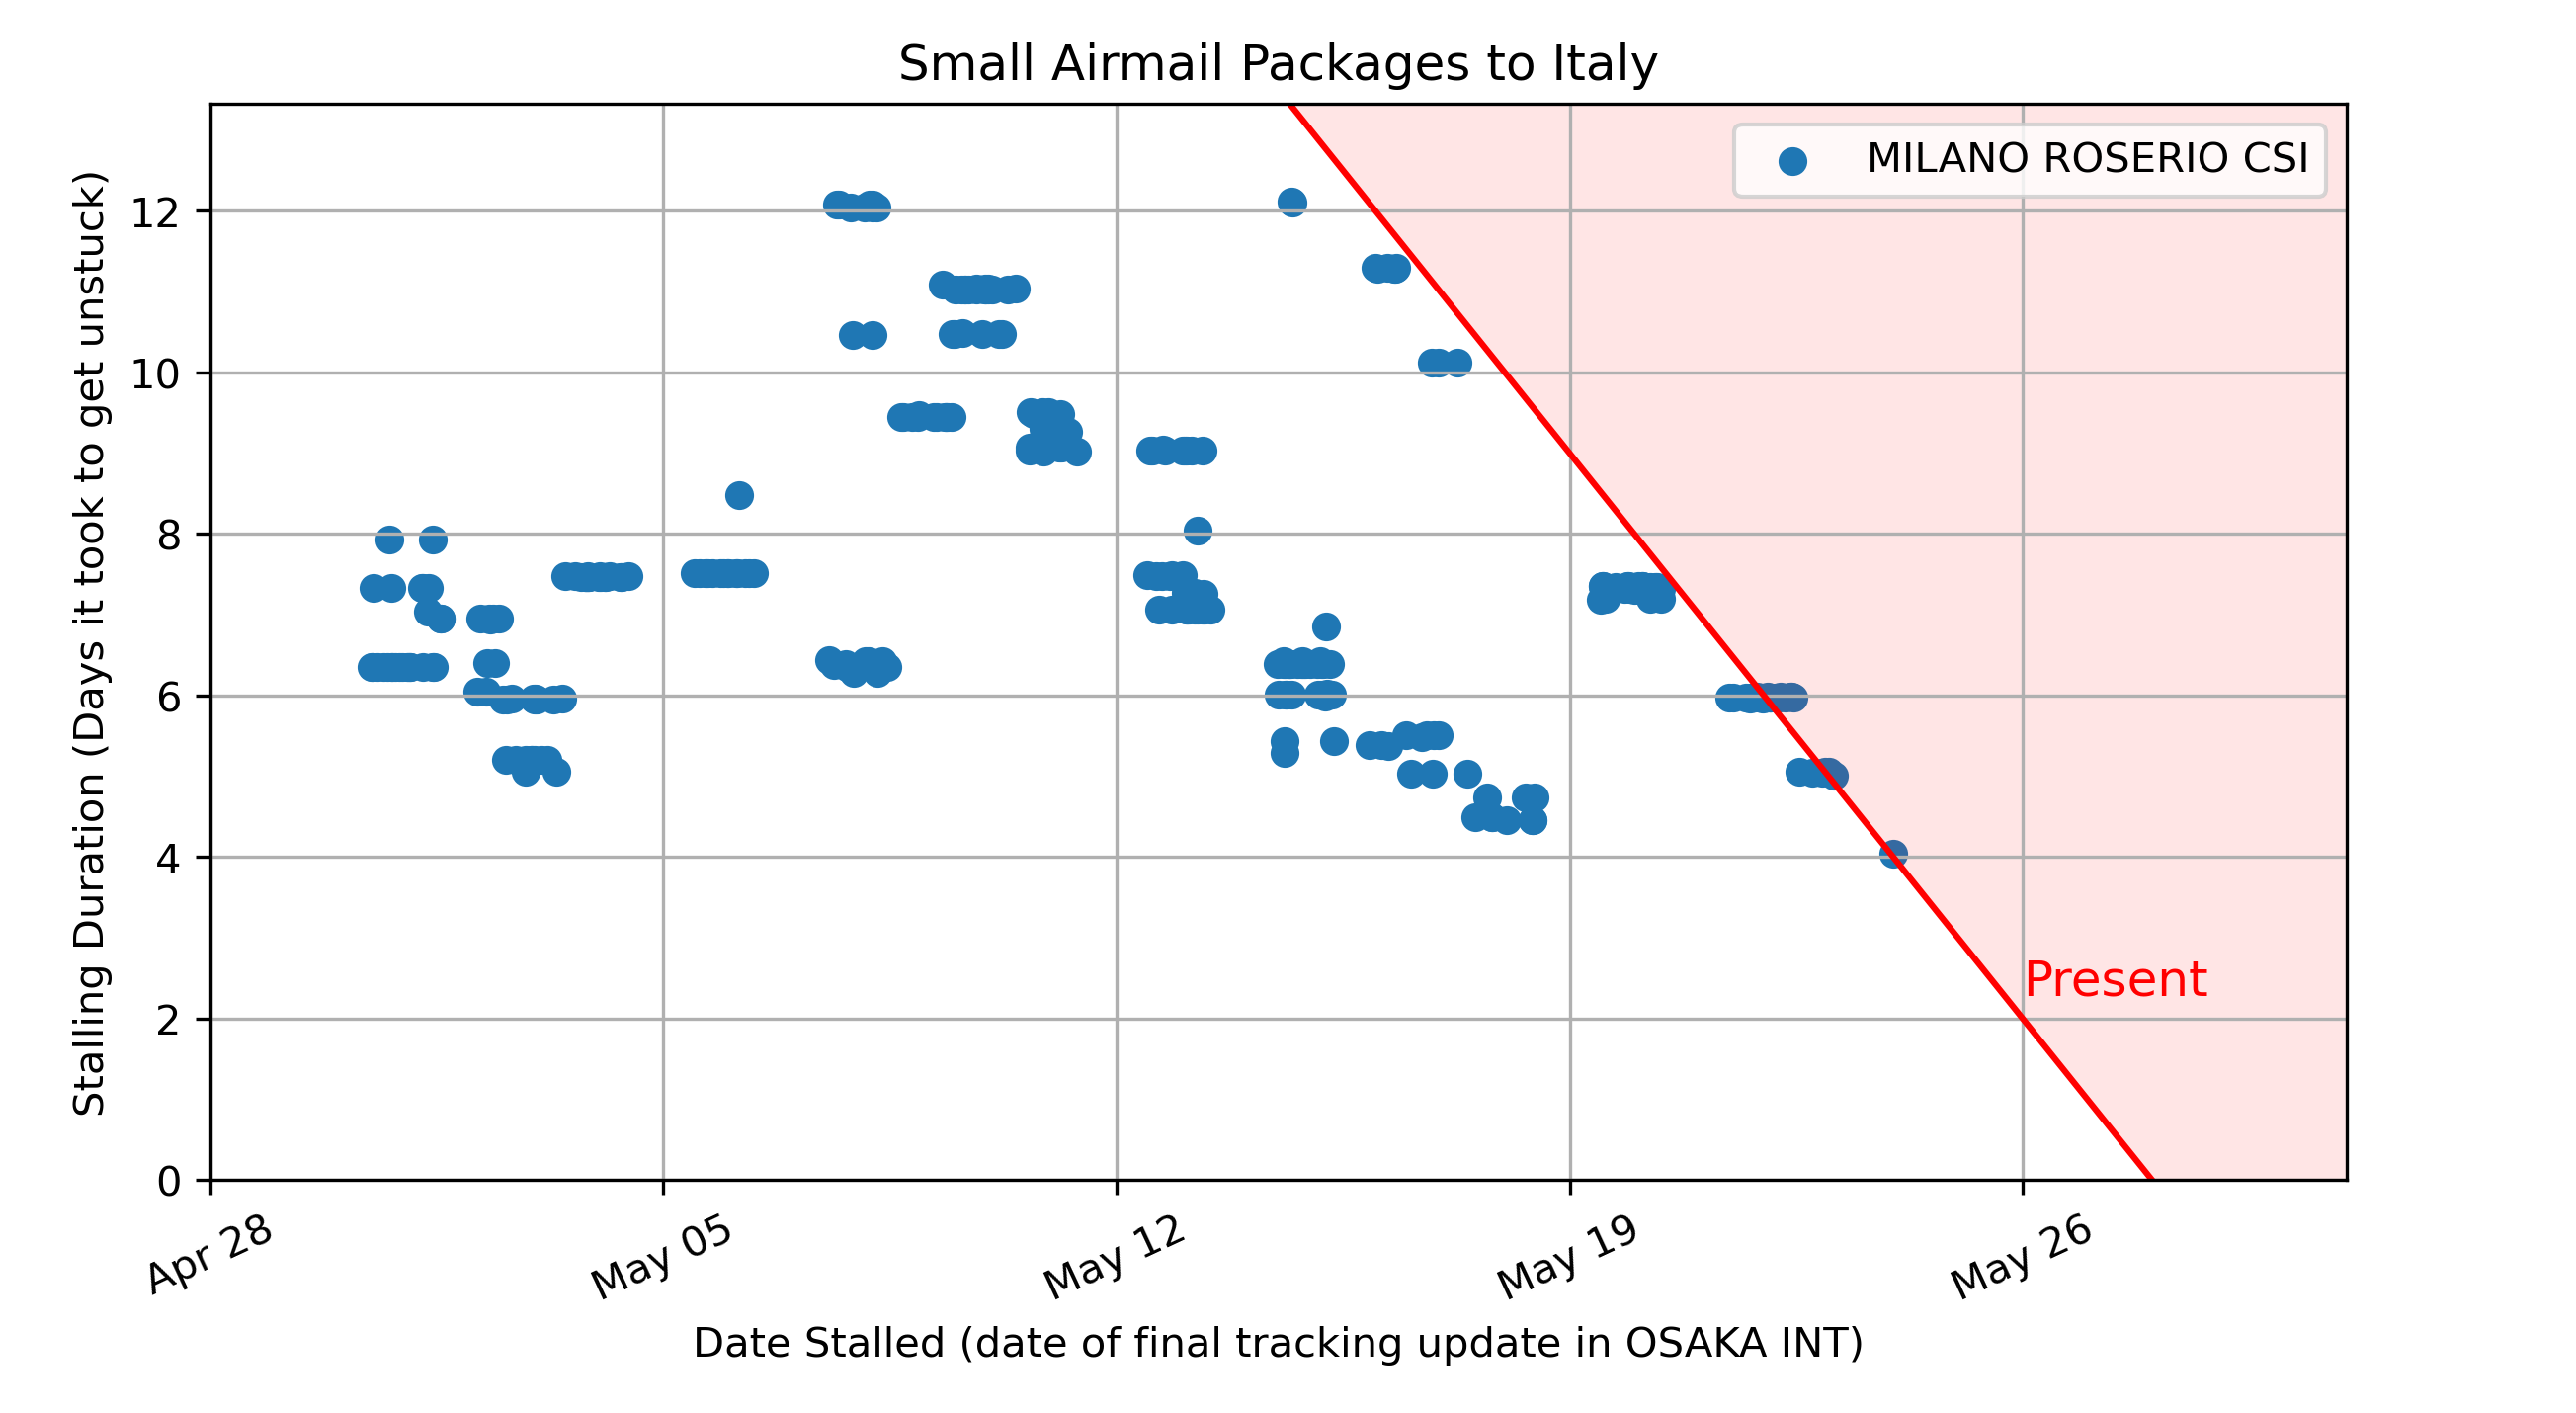 Small Airmail Packages to Italy
MILANO ROSERIO CSI
Stalling Duration (Days it took to get unstuck)
12
10
8
6
4
2
0
Present
Apr 28
May 05
May 12
May 19
May 26
Date Stalled (date of final tracking update in OSAKA INT)